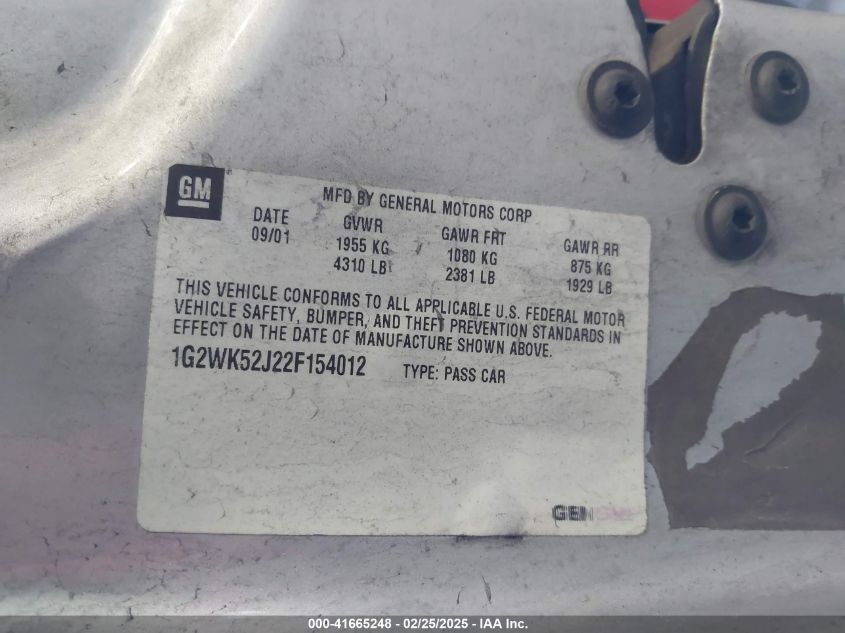 GM
MFD BY GENERAL MOTORS CORP
DATE GVWR GAWR FRT GAWR RR
09/01 1955 KG 1080 KG 875 KG
4310 LB 2381 LB 1929 LB
THIS VEHICLE CONFORMS TO ALL APPLICABLE U.S. FEDERAL MOTOR
VEHICLE SAFETY, BUMPER, AND THEFT PREVENTION STANDARDS IN
EFFECT ON THE DATE OF MANUFACTURE SHOWN ABOVE.
1G2WK52J22F154012 TYPE: PASS CAR
000-41665248 - 02/25/2025 - IAA Inc.